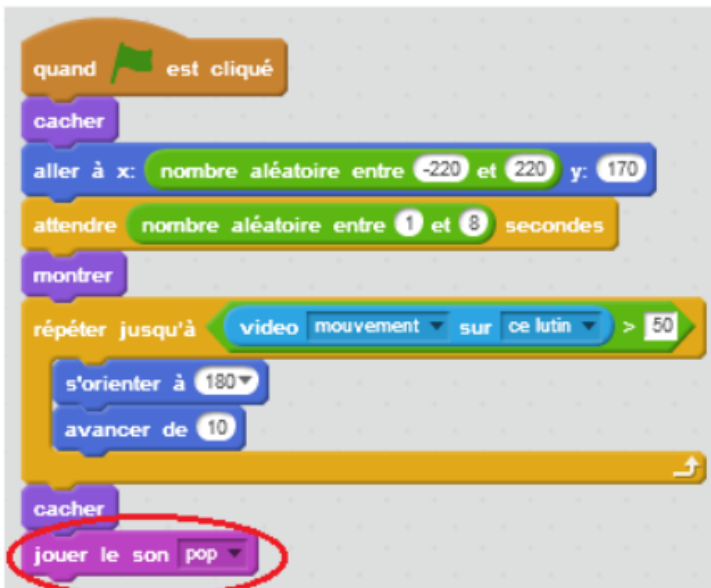 quand est cliqué
cacher
aller à x: nombre aléatoire entre -220 et 220 y: 170
attendre nombre aléatoire entre 1 et 8 secondes
montrer
répéter jusqu'à video mouvement sur ce lutin > 50
s'orienter à 180
avancer de 10
cacher
jouer le son pop